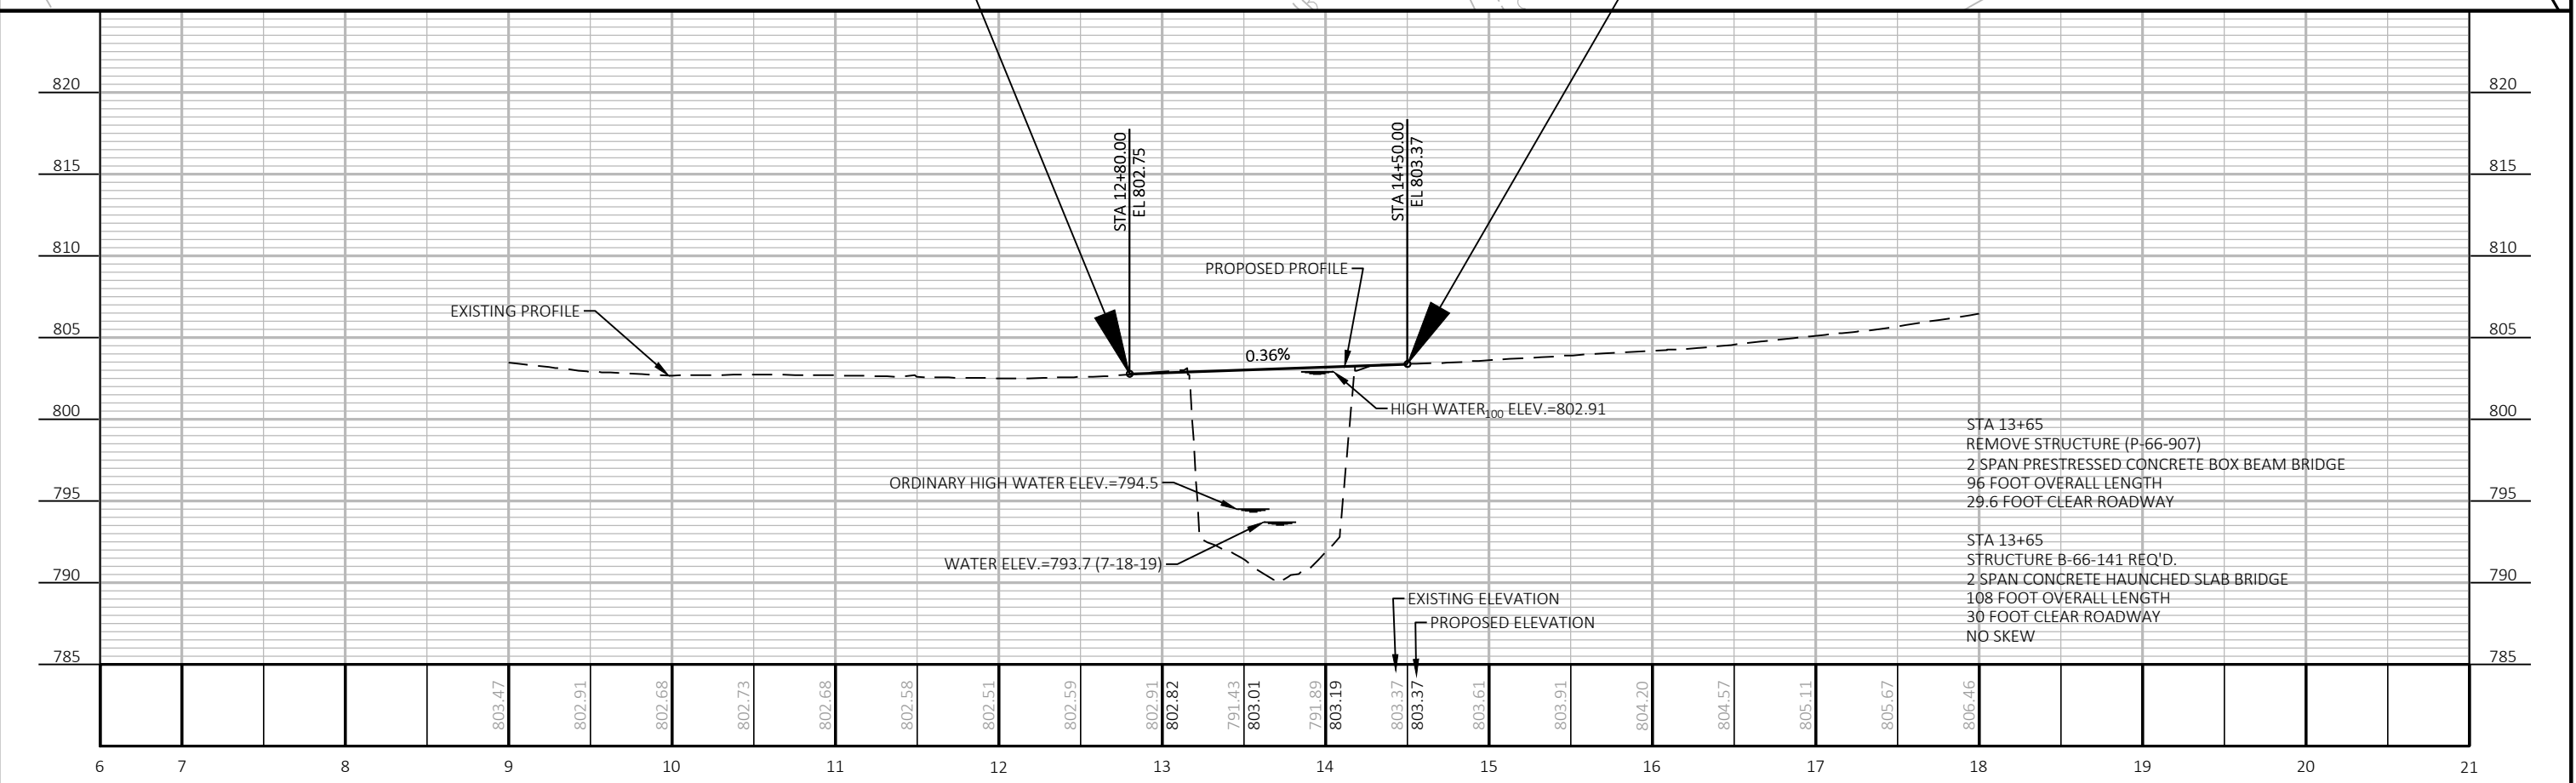 820
820
815
815
810
810
805
805
800
800
795
795
790
790
785
785
STA 12+80.00
EL 802.75
STA 14+50.00
EL 803.37
PROPOSED PROFILE
EXISTING PROFILE
0.36%
HIGH WATER100 ELEV.=802.91
ORDINARY HIGH WATER ELEV.=794.5
WATER ELEV.=793.7 (7-18-19)
STA 13+65
REMOVE STRUCTURE (P-66-907)
2 SPAN PRESTRESSED CONCRETE BOX BEAM BRIDGE
96 FOOT OVERALL LENGTH
29.6 FOOT CLEAR ROADWAY
STA 13+65
STRUCTURE B-66-141 REQ'D.
2 SPAN CONCRETE HAUNCHED SLAB BRIDGE
108 FOOT OVERALL LENGTH
30 FOOT CLEAR ROADWAY
NO SKEW
EXISTING ELEVATION
PROPOSED ELEVATION
803.47
802.91
802.68
802.73
802.68
802.58
802.51
802.59
802.91
802.82
791.43
803.01
791.89
803.19
803.37
803.37
803.61
803.91
804.20
804.57
805.11
805.67
806.46
6 7 8 9 10 11 12 13 14 15 16 17 18 19 20 21